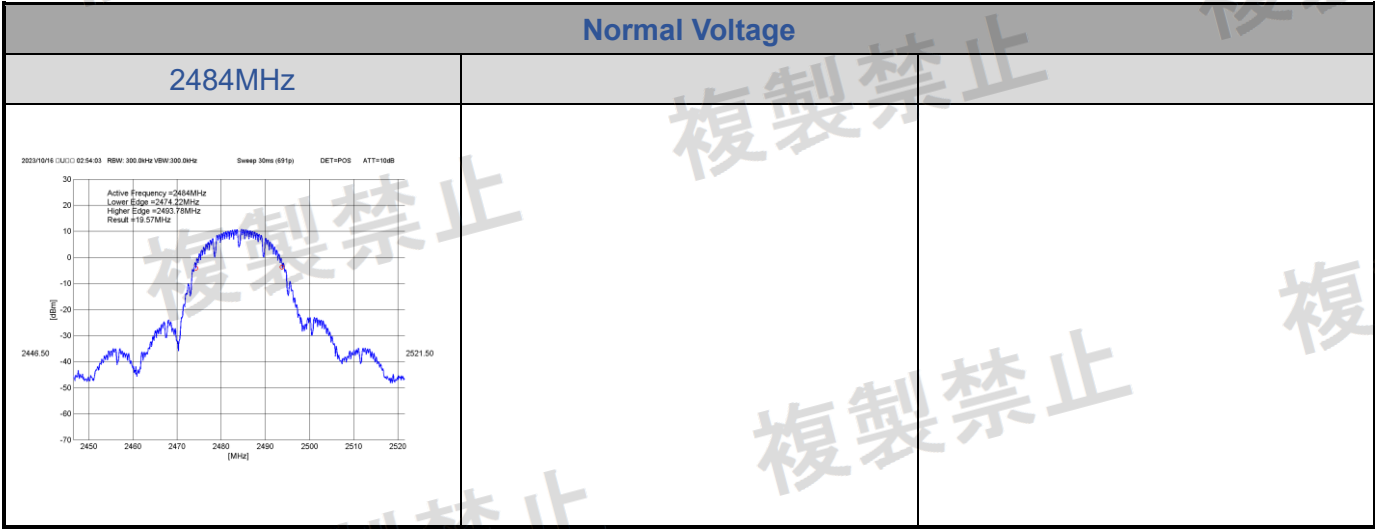 Normal Voltage
2484MHz
2023/10/16 □U□□ 02:54:03 RBW: 300.0kHz VBW:300.0kHz Sweep 30ms (691p) DET=POS ATT=10dB
Active Frequency =2484MHz
Lower Edge =2474.22MHz
Higher Edge =2493.78MHz
Result =19.57MHz
30
20
10
0
-10
-20
-30
-40
-50
-60
-70
[dBm]
2446.50
2521.50
2450 2460 2470 2480 2490 2500 2510 2520
[MHz]
複製禁止
複製禁止
複製禁止
複